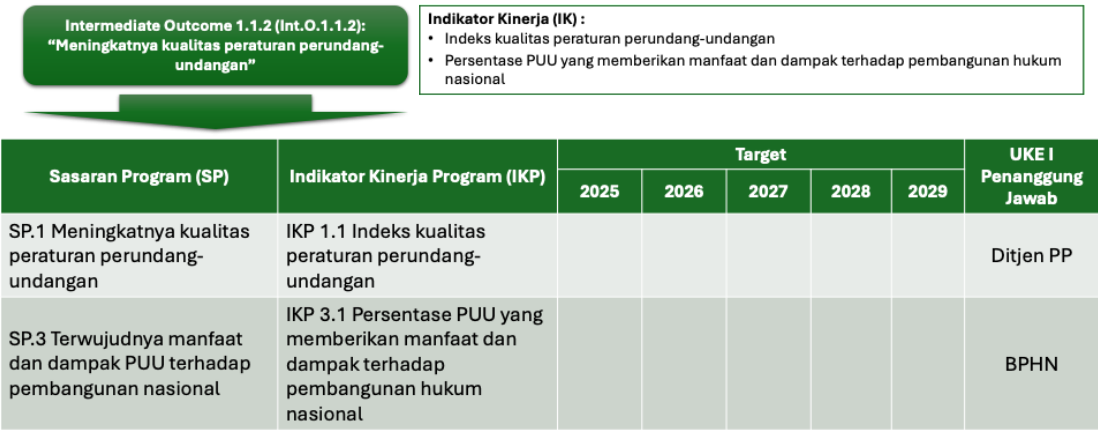 Intermediate Outcome 1.1.2 (Int.O.1.1.2):
“Meningkatnya kualitas peraturan perundang-
undangan”
Indikator Kinerja (IK) :
• Indeks kualitas peraturan perundang-undangan
• Persentase PUU yang memberikan manfaat dan dampak terhadap pembangunan hukum
nasional
Sasaran Program (SP)
Indikator Kinerja Program (IKP)
Target
2025
2026
2027
2028
2029
UKE I
Penanggung
Jawab
SP.1 Meningkatnya kualitas
peraturan perundang-
undangan
IKP 1.1 Indeks kualitas
peraturan perundang-
undangan
Ditjen PP
SP.3 Terwujudnya manfaat
dan dampak PUU terhadap
pembangunan nasional
IKP 3.1 Persentase PUU yang
memberikan manfaat dan
dampak terhadap
pembangunan hukum
nasional
BPHN